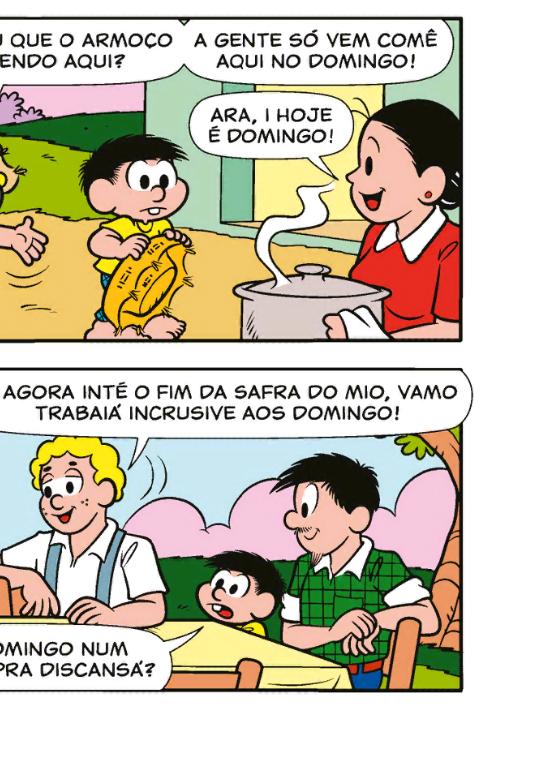 QUE O ARMOÇO
ENDO AQUI?
A GENTE SÓ VEM COMÊ
AQUI NO DOMINGO!
ARA, I HOJE
É DOMINGO!
AGORA INTÉ O FIM DA SAFRA DO MIO, VAMO
TRABAIÁ INCRUSIVE AOS DOMINGO!
OMINGO NUM
PRA DISCANSÁ?